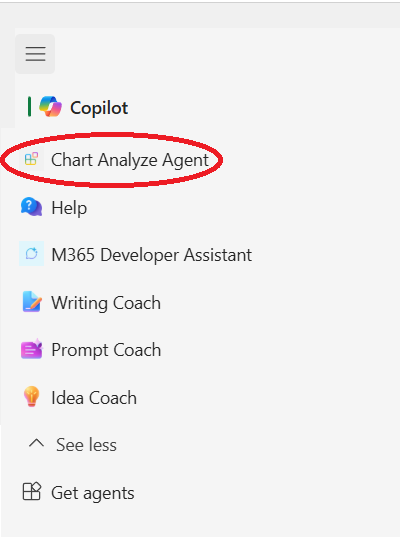 Copilot
Chart Analyze Agent
Help
M365 Developer Assistant
Writing Coach
Prompt Coach
Idea Coach
See less
Get agents